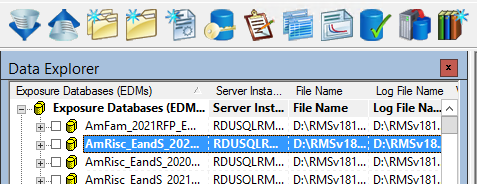 Data Explorer x
Exposure Databases (EDMs) Server Insta... File Name Log File Nam...
Exposure Databases (EDM... Server Inst... File Name Log File Na...
AmFam_2021RFP_E... RDUSQLRM... D:\RMSv181... D:\RMSv181...
AmRisc_EandS_202... RDUSQLR... D:\RMSv18... D:\RMSv18...
AmRisc_EandS_2020... RDUSQLRM... D:\RMSv181... D:\RMSv181...
AmRisc_EandS_2021... RDUSQLRM... D:\RMSv181... D:\RMSv181...